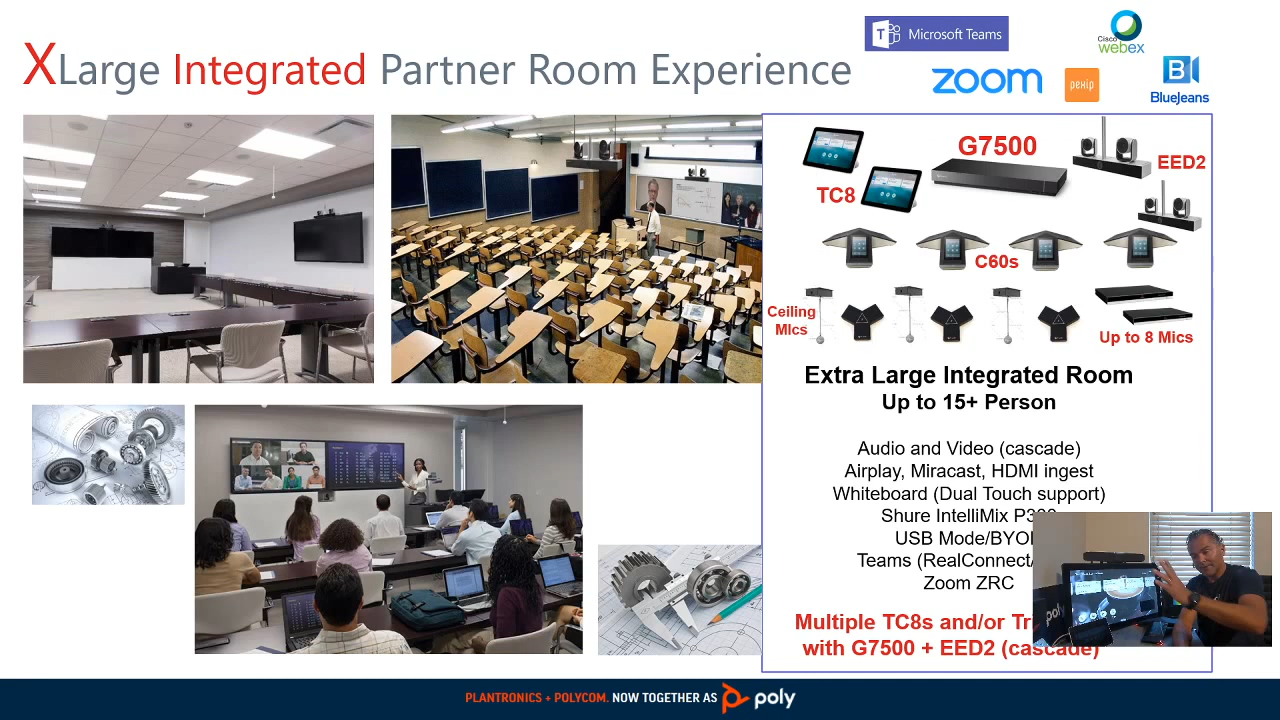 XLarge Integrated Partner Room Experience
Microsoft Teams
Cisco
webex
zoom
pexip
BlueJeans
G7500
EED2
TC8
C60s
Ceiling
Mics
Up to 8 Mics
Extra Large Integrated Room
Up to 15+ Person
Audio and Video (cascade)
Airplay, Miracast, HDMI ingest
Whiteboard (Dual Touch support)
Shure IntelliMix
USB Mode/
Teams (RealConnect/
Zoom ZRC
Multiple TC8s and/or
with G7500 + EED2 (cascade)
poly
PLANTRONICS + POLYCOM. NOW TOGETHER AS poly